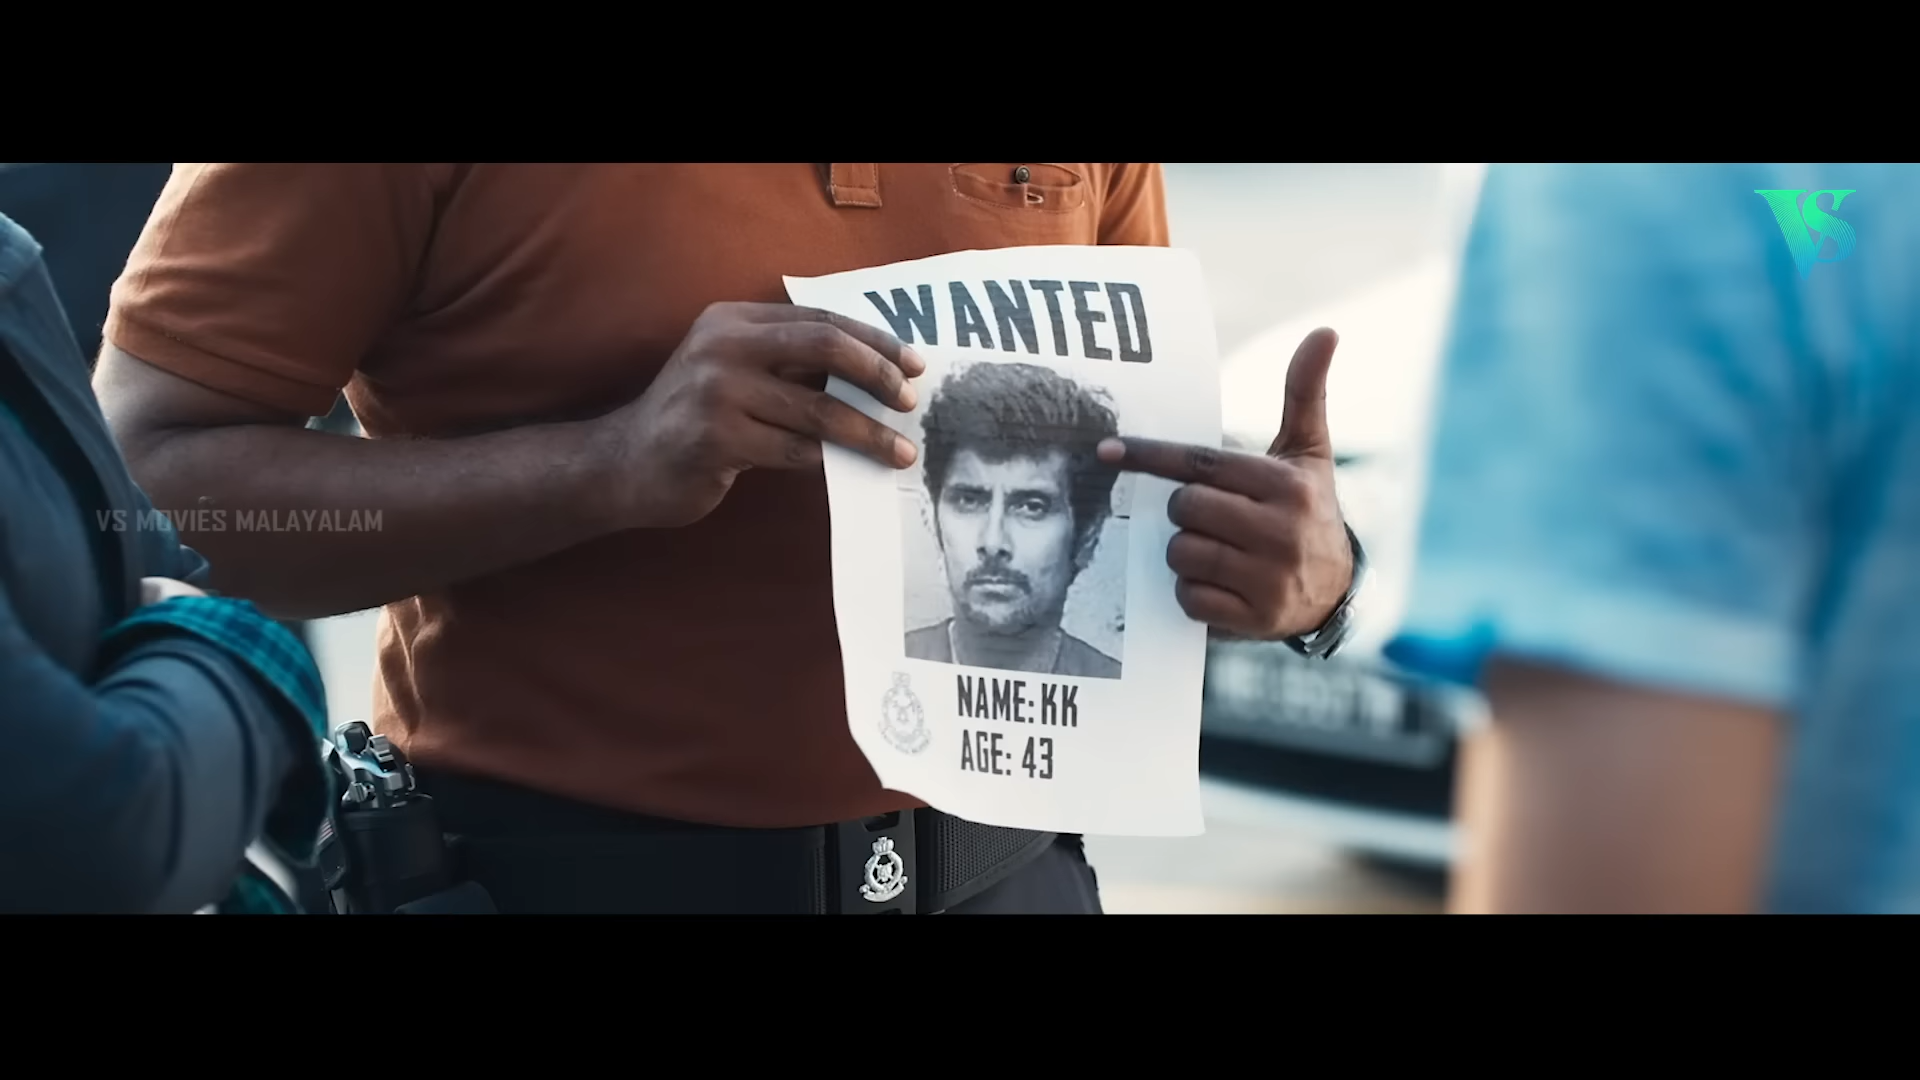 VS
WANTED
VS MOVIES MALAYALAM
NAME: KK
AGE: 43